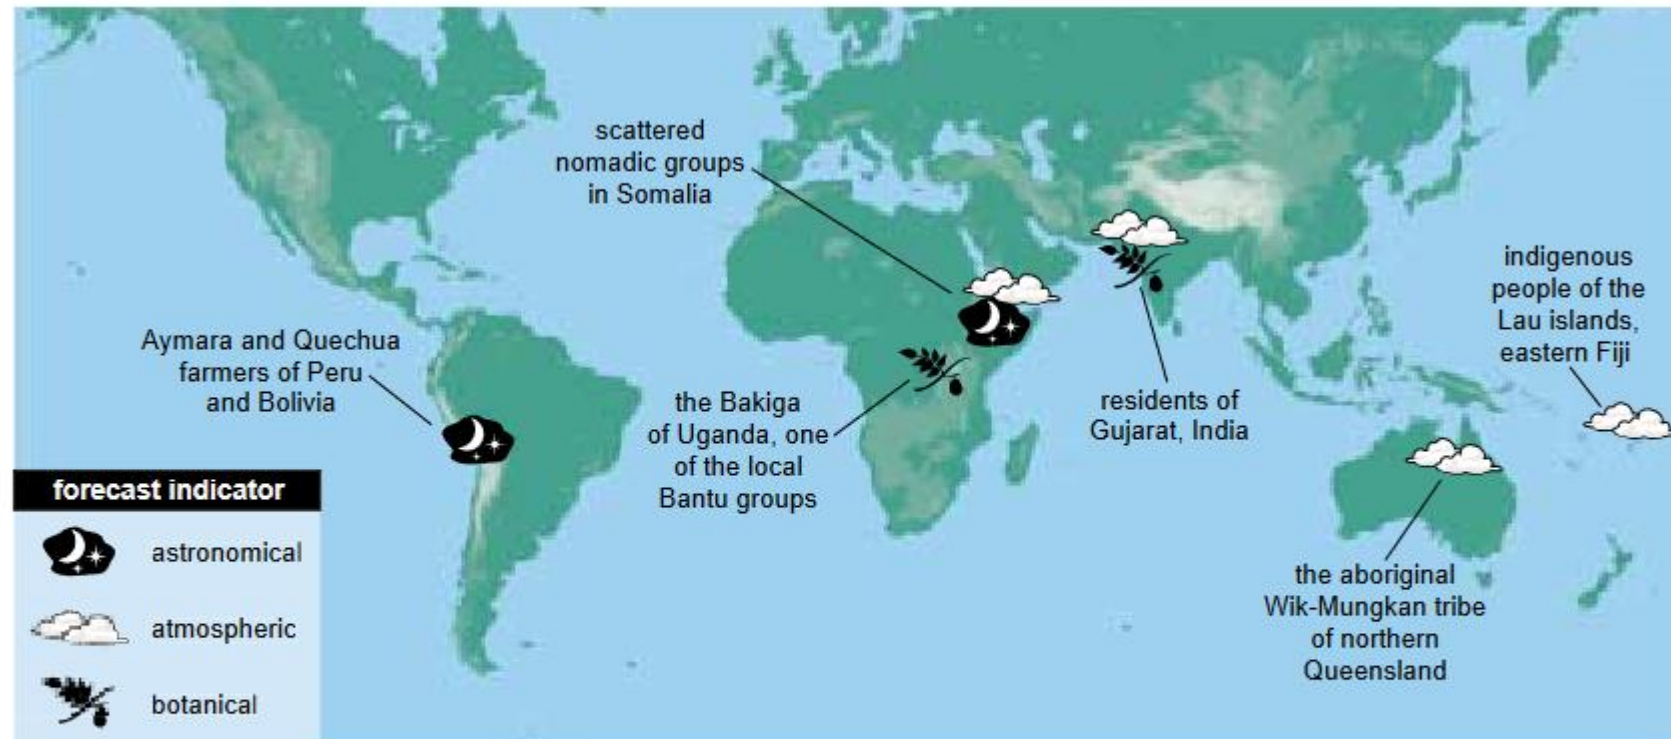 scattered
nomadic groups
in Somalia
indigenous
people of the
Lau islands,
eastern Fiji
Aymara and Quechua
farmers of Peru
and Bolivia
the Bakiga
of Uganda, one
of the local
Bantu groups
residents of
Gujarat, India
the aboriginal
Wik-Mungkan tribe
of northern
Queensland
forecast indicator
astronomical
atmospheric
botanical